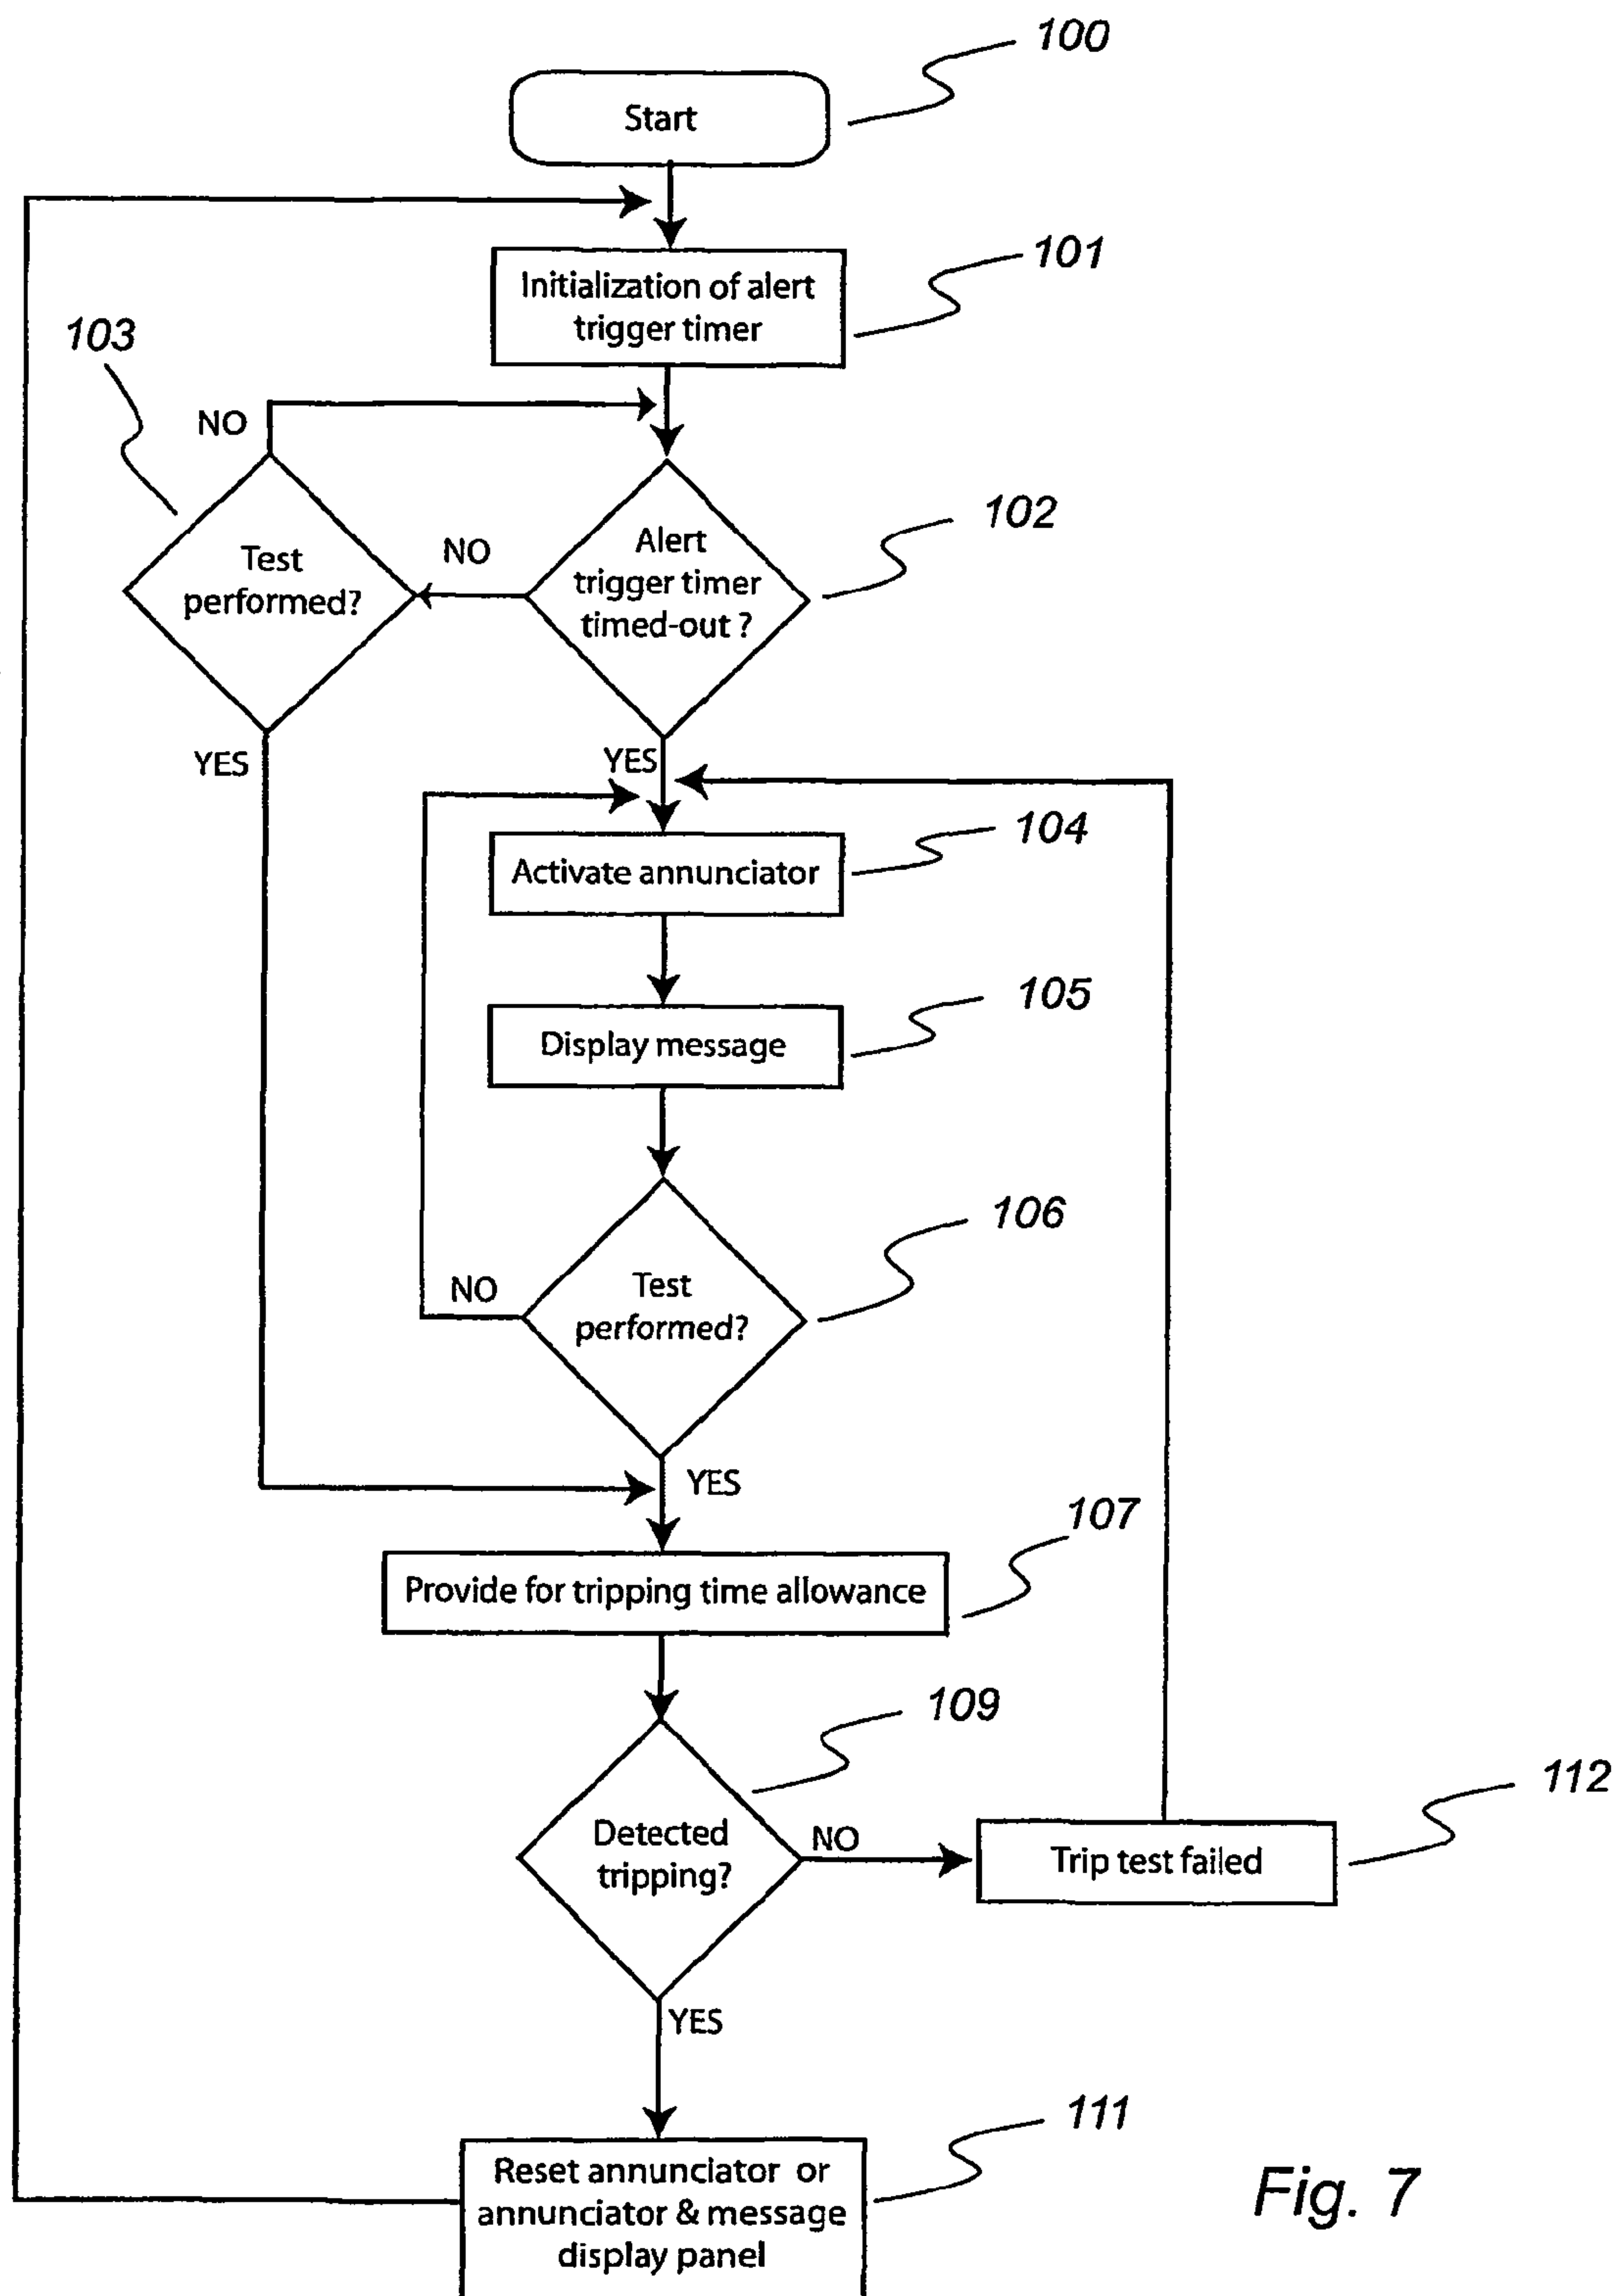 100
Start
101
Initialization of alert
trigger timer
103
NO
102
Alert
trigger timer
timed-out ?
NO
Test
performed?
YES
YES
104
Activate annunciator
105
Display message
106
Test
performed?
NO
YES
107
Provide for tripping time allowance
109
Detected
tripping?
NO
112
Trip test failed
YES
111
Reset annunciator or
annunciator & message
display panel
Fig. 7